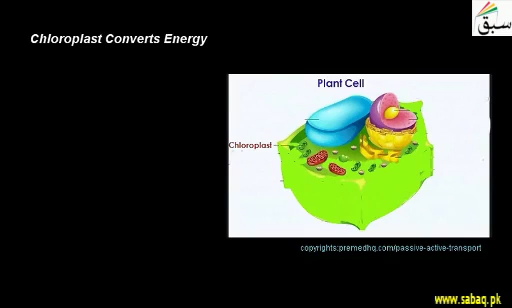 سبق
Chloroplast Converts Energy
Plant Cell
Chloroplast
copyrights:premedhq.com/passive-active-transport
www.sabaq.pk